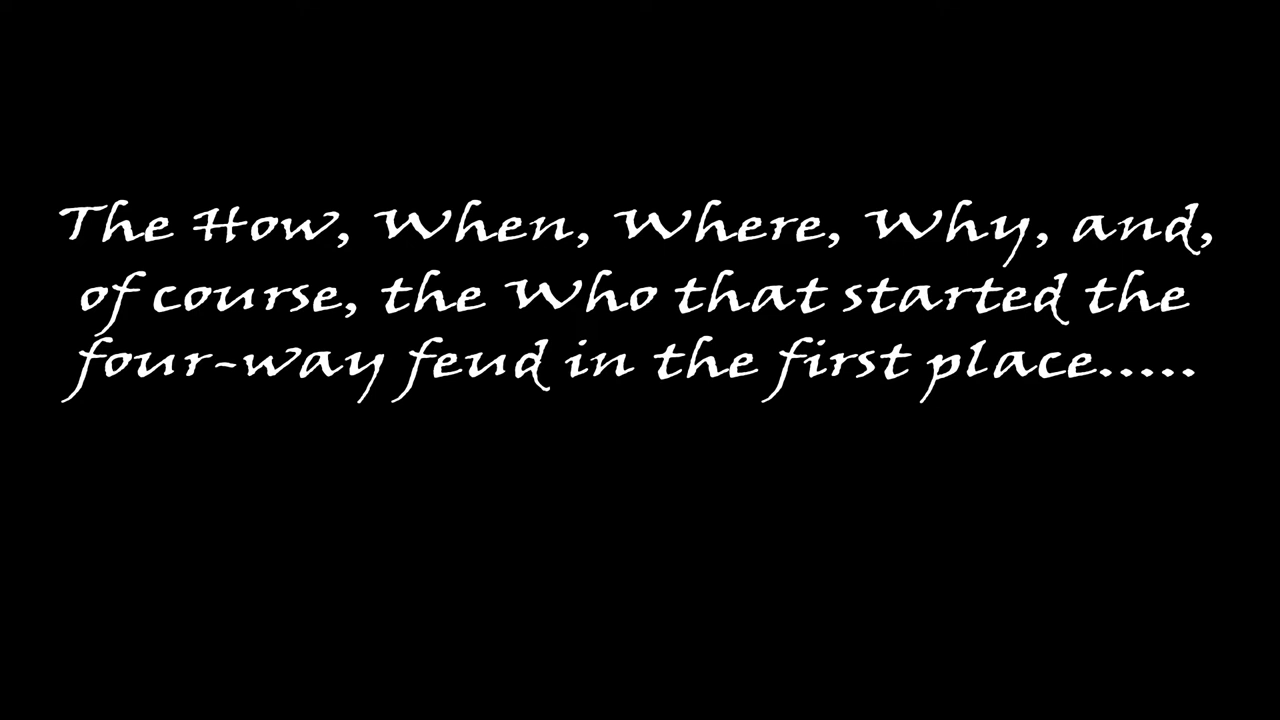 The How, When, Where, Why, and,
of course, the Who that started the
four-way feud in the first place.....